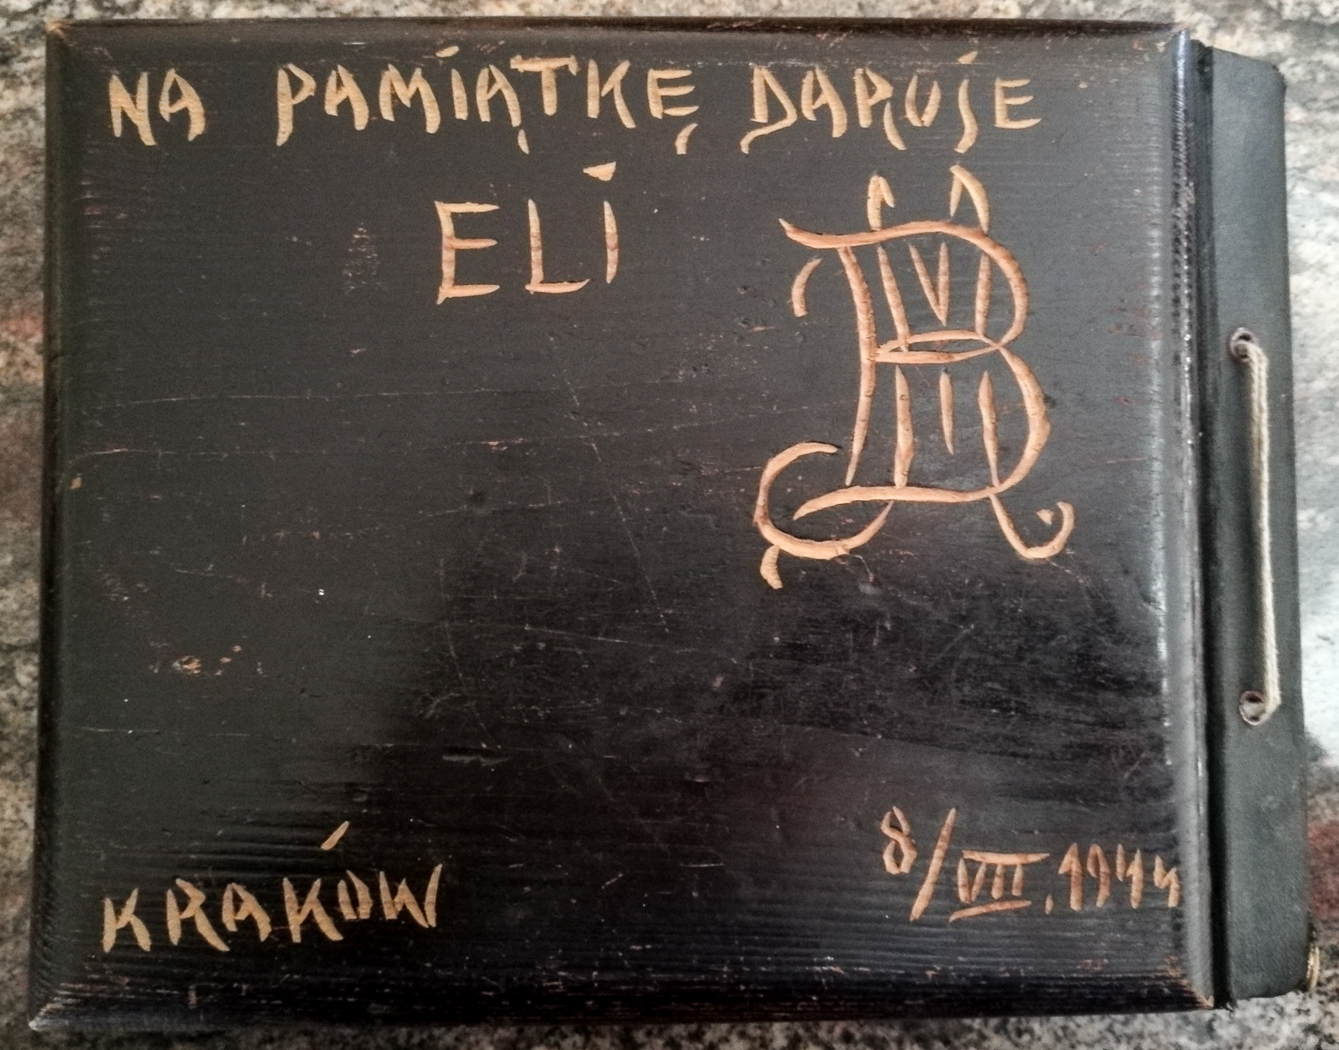 NA PAMIĄTKĘ DARUJE
ELI
KRAKÓW
8/VII.1944